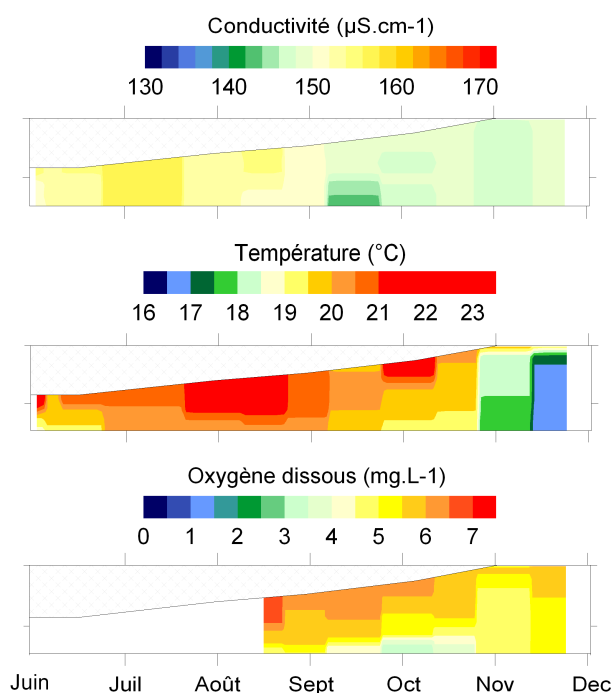 Conductivité (µS.cm-1)
130 140 150 160 170
Température (°C)
16 17 18 19 20 21 22 23
Oxygène dissous (mg.L-1)
0 1 2 3 4 5 6 7
Juin Juil Août Sept Oct Nov Dec